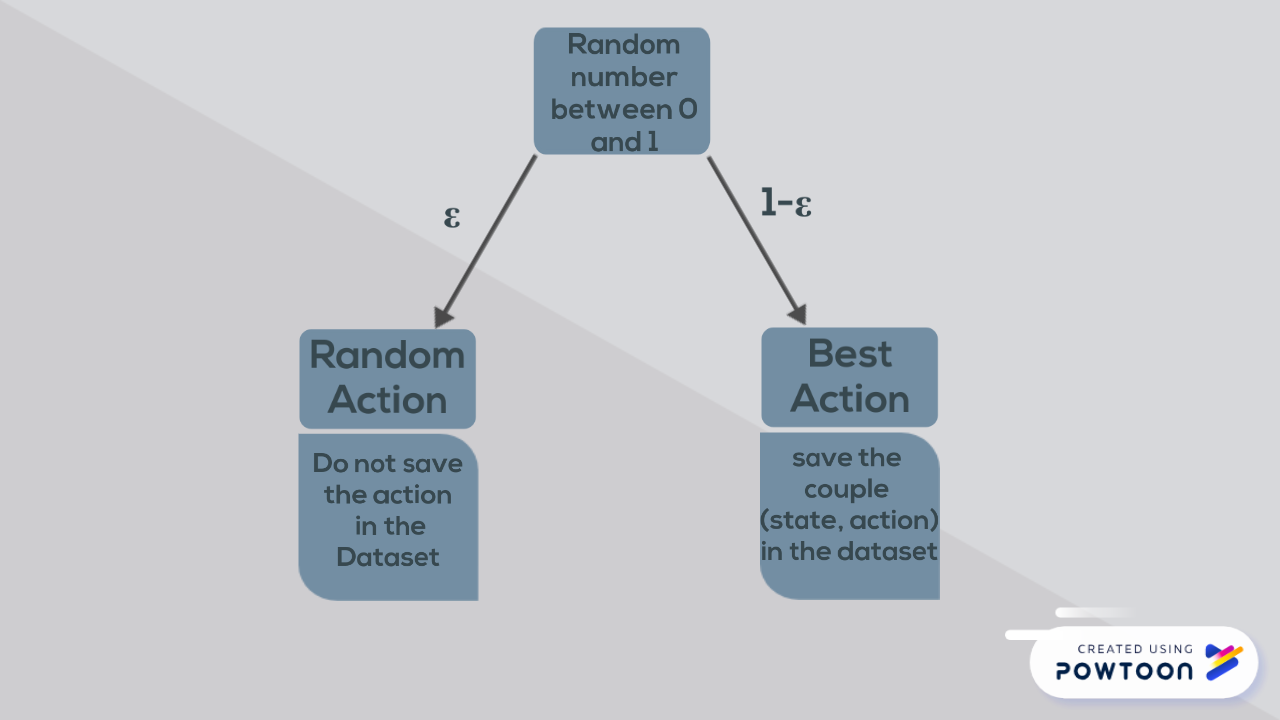 Random
number
between 0
and 1
ε
1-ε
Random
Action
Best
Action
Do not save
the action
in the
Dataset
save the
couple
(state, action)
in the dataset
CREATED USING
POWTOON